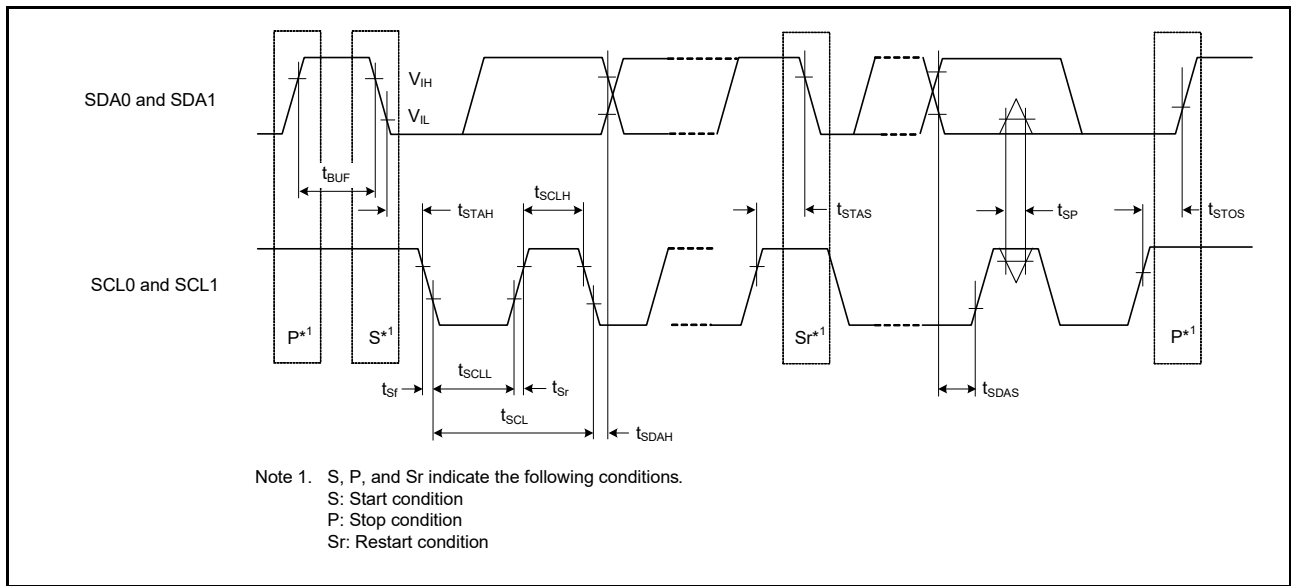 SDA0 and SDA1
VIH
VIL
tBUF
tSTAH
tSCLH
tSTAS
tSP
tSTOS
SCL0 and SCL1
P*1
S*1
Sr*1
P*1
tSf
tSCLL
tSr
tSDAS
tSCL
tSDAH
Note 1. S, P, and Sr indicate the following conditions.
S: Start condition
P: Stop condition
Sr: Restart condition